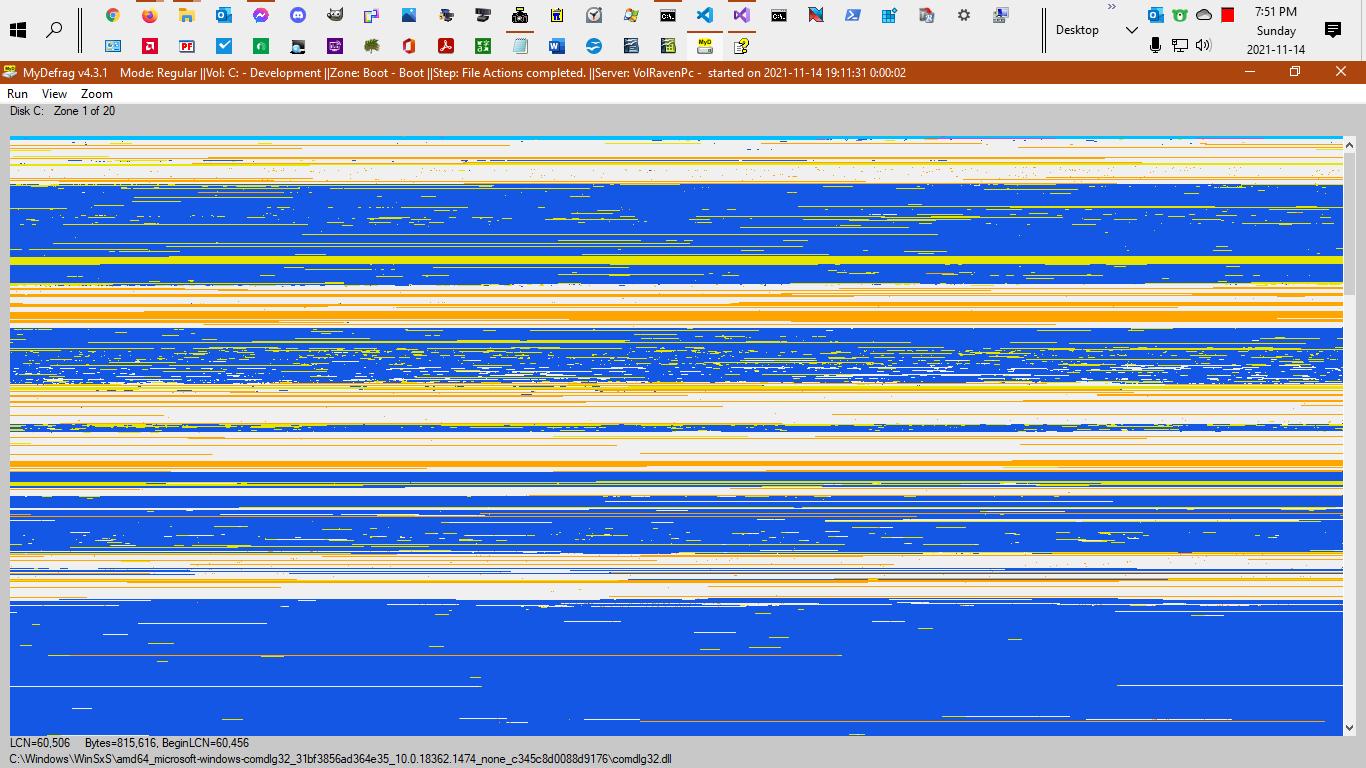 7:51 PM
Desktop
Sunday
2021-11-14
MyDefrag v4.3.1 Mode: Regular ||Vol: C: - Development ||Zone: Boot - Boot ||Step: File Actions completed. ||Server: VolRavenPc - started on 2021-11-14 19:11:31 0:00:02
Run View Zoom
Disk C: Zone 1 of 20
LCN=60,506 Bytes=815,616, BeginLCN=60,456
C:\Windows\WinSxS\amd64_microsoft-windows-comdlg32_31bf3856ad364e35_10.0.18362.1474_none_c345c8d0088d9176\comdlg32.dll